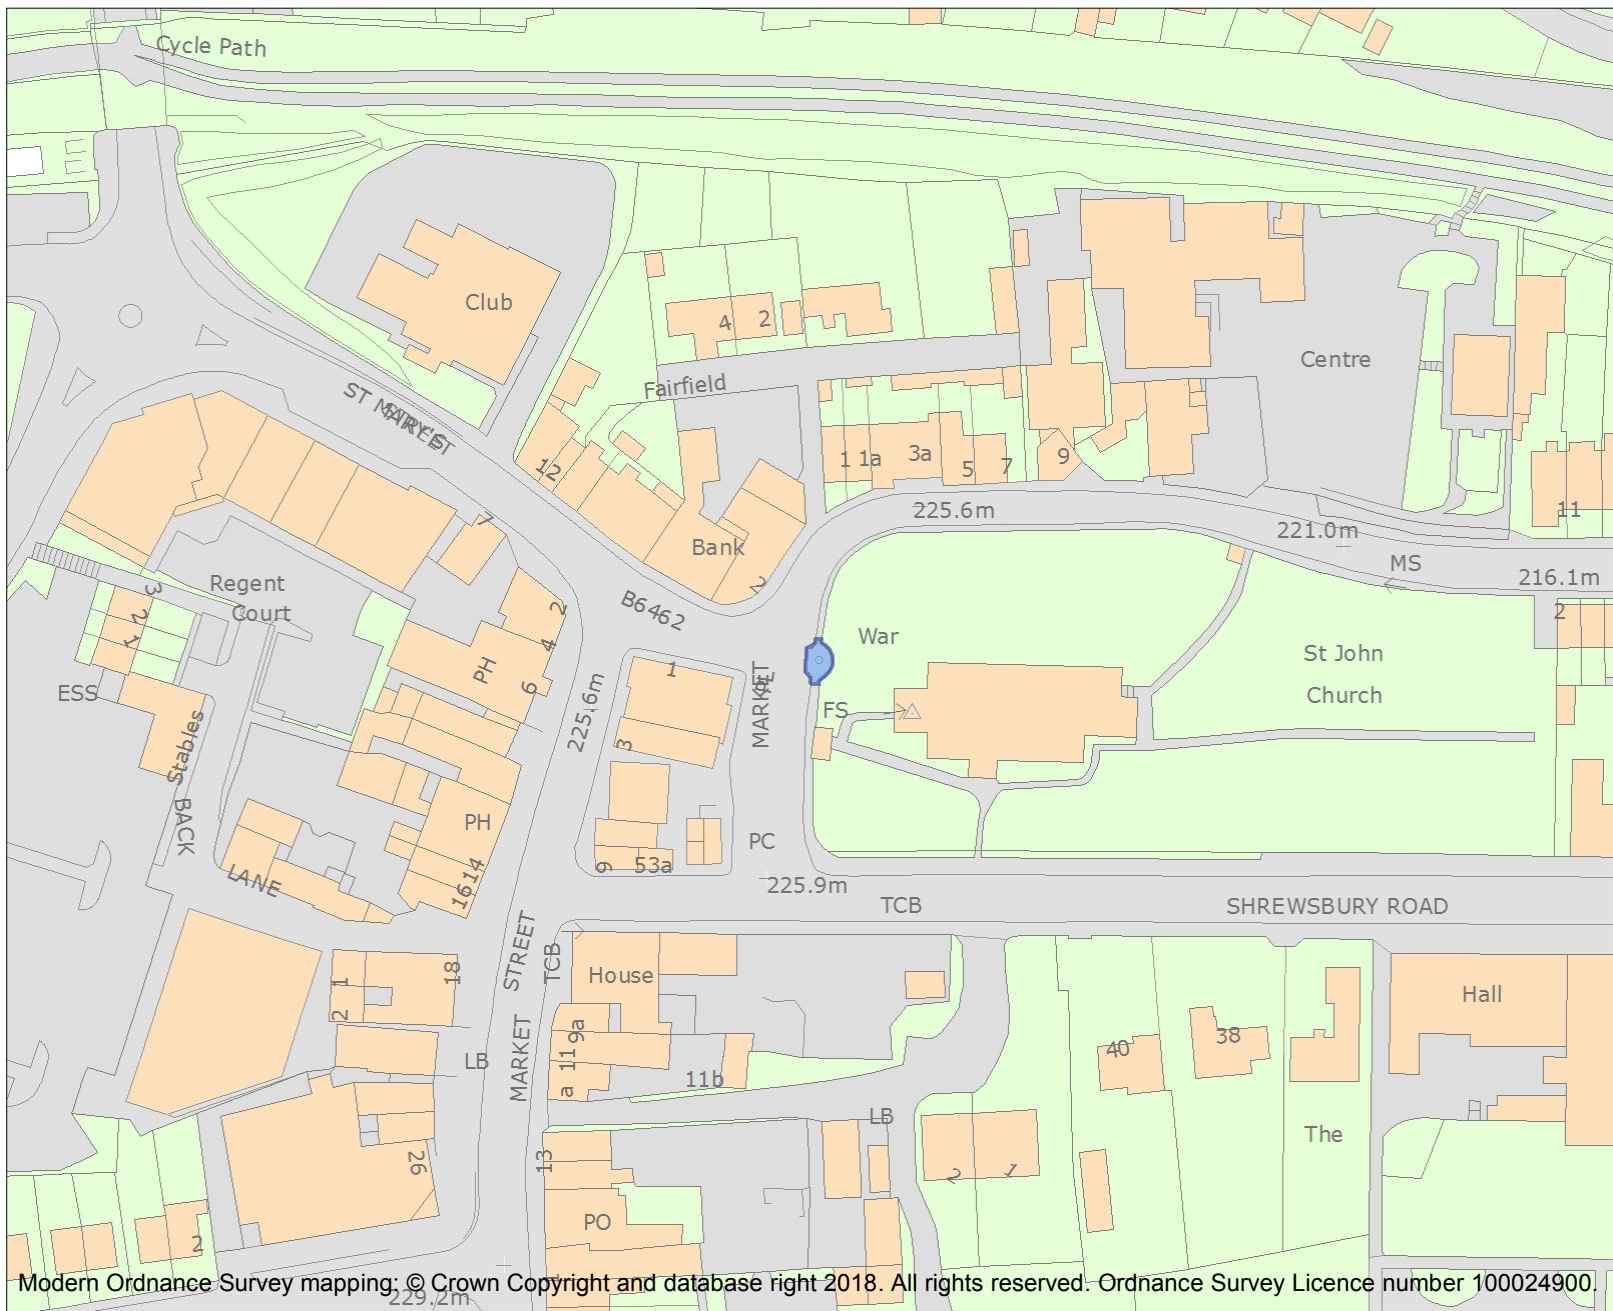 Cycle Path
Club
4
2
Centre
Fairfield
ST MARY'S
STREET
12
1
1a
3a
5
7
9
11
225.6m
221.0m
MS
216.1m
7
Bank
2
Regent
Court
3
2
1
2
B6462
4
6
PH
War
2
St John
Church
ESS
1
225.6m
3
MARKET
PL
FS
Stables
BACK
LANE
PH
14
16
9
53a
PC
225.9m
TCB
SHREWSBURY ROAD
STREET
TCB
House
18
1
2
Hall
9a
11
a
11b
LB
MARKET
40
38
LB
The
26
13
2
1
PO
2
Modern Ordnance Survey mapping: © Crown Copyright and database right 2018. All rights reserved. Ordnance Survey Licence number 100024900.
229.2m